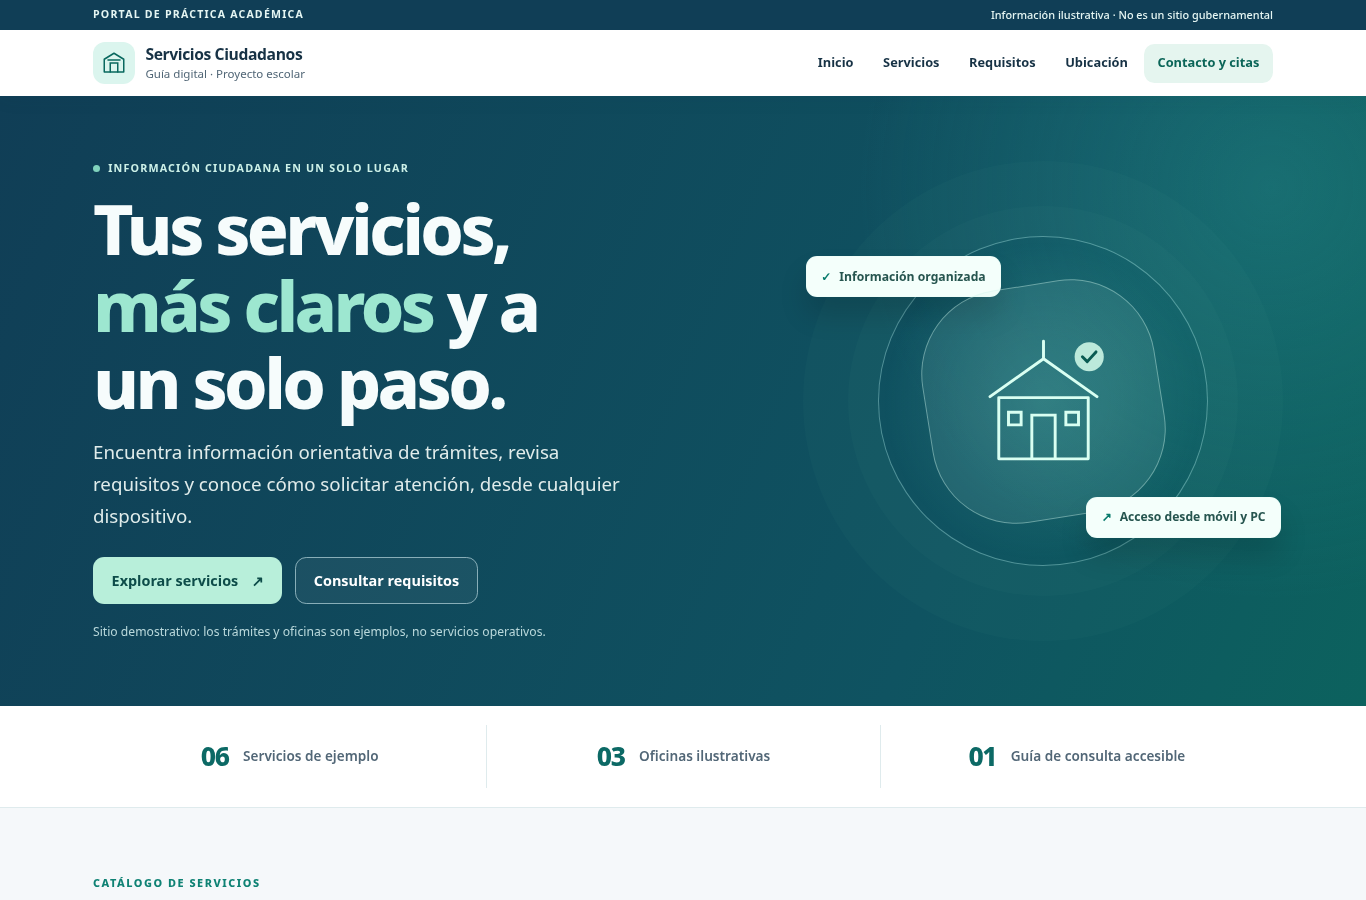 PORTAL DE PRÁCTICA ACADÉMICA
Información ilustrativa · No es un sitio gubernamental
Servicios Ciudadanos
Guía digital · Proyecto escolar
Inicio
Servicios
Requisitos
Ubicación
Contacto y citas
INFORMACIÓN CIUDADANA EN UN SOLO LUGAR
Tus servicios,
más claros y a
un solo paso.
Encuentra información orientativa de trámites, revisa
requisitos y conoce cómo solicitar atención, desde cualquier
dispositivo.
Explorar servicios ↗
Consultar requisitos
Sitio demostrativo: los trámites y oficinas son ejemplos, no servicios operativos.
✓ Información organizada
↗ Acceso desde móvil y PC
06 Servicios de ejemplo
03 Oficinas ilustrativas
01 Guía de consulta accesible
CATÁLOGO DE SERVICIOS